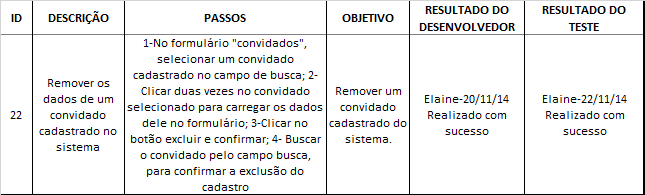 ID
DESCRIÇÃO
PASSOS
OBJETIVO
RESULTADO DO
DESENVOLVEDOR
RESULTADO DO
TESTE
22
Remover os
dados de um
convidado
cadastrado no
sistema
1-No formulário "convidados",
selecionar um convidado
cadastrado no campo de busca; 2-
Clicar duas vezes no convidado
selecionado para carregar os dados
dele no formulário; 3-Clicar no
botão excluir e confirmar; 4- Buscar
o convidado pelo campo busca,
para confirmar a exclusão do
cadastro
Remover um
convidado
cadastrado do
sistema.
Elaine-20/11/14
Realizado com
sucesso
Elaine-22/11/14
Realizado com
sucesso